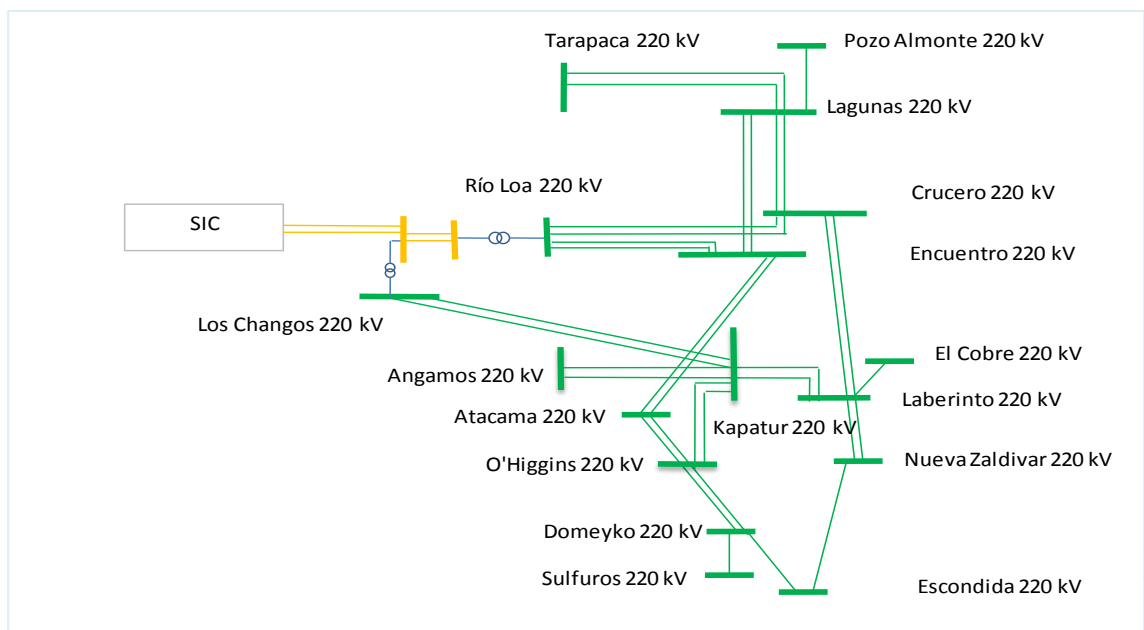 Tarapaca 220 kV
Pozo Almonte 220 kV
Lagunas 220 kV
Río Loa 220 kV
Crucero 220 kV
SIC
Encuentro 220 kV
Los Changos 220 kV
El Cobre 220 kV
Angamos 220 kV
Laberinto 220 kV
Atacama 220 kV
Kapatur 220 kV
O'Higgins 220 kV
Nueva Zaldivar 220 kV
Domeyko 220 kV
Sulfuros 220 kV
Escondida 220 kV